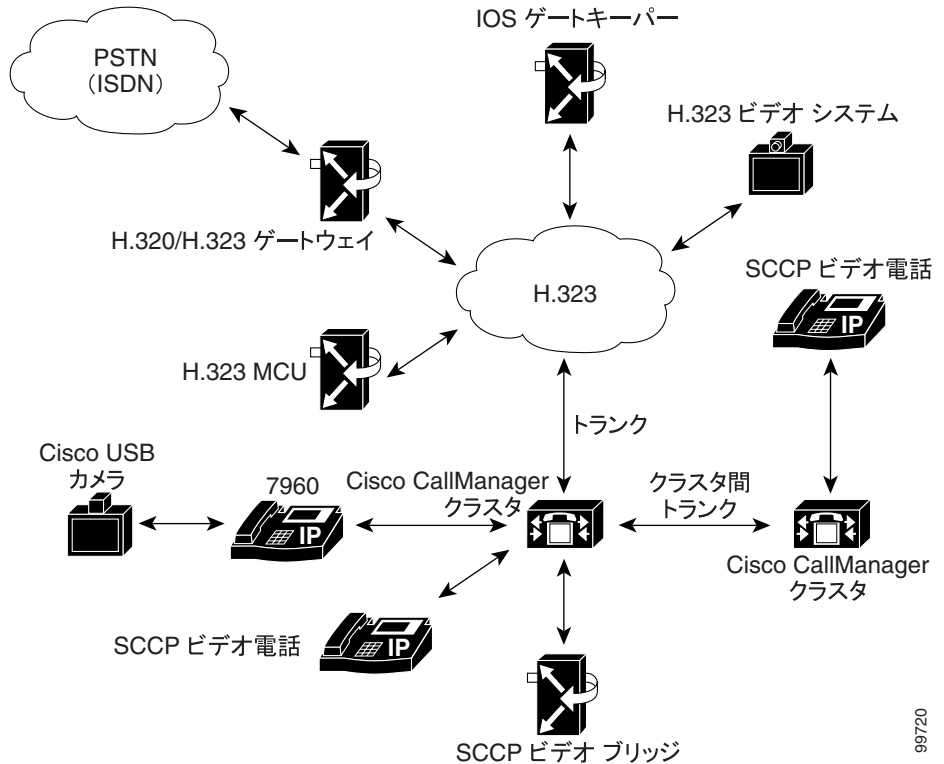 IOS ゲートキーパー
PSTN
(ISDN)
H.323 ビデオ システム
H.320/H.323 ゲートウェイ
H.323
SCCP ビデオ電話
IP
H.323 MCU
トランク
Cisco USB
カメラ
7960
IP
Cisco CallManager
クラスタ
クラスタ間
トランク
Cisco CallManager
クラスタ
SCCP ビデオ電話
IP
SCCP ビデオ ブリッジ
99720